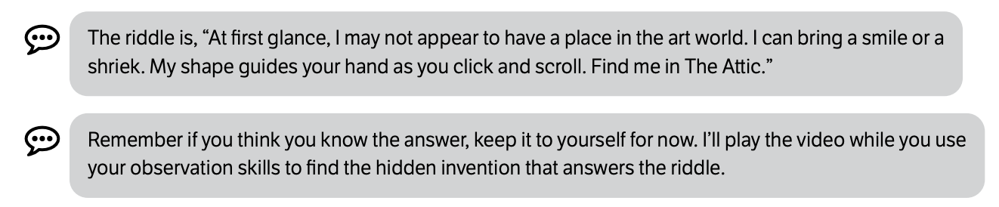 The riddle is, “At first glance, I may not appear to have a place in the art world. I can bring a smile or a
shriek. My shape guides your hand as you click and scroll. Find me in The Attic.”
Remember if you think you know the answer, keep it to yourself for now. I’ll play the video while you use
your observation skills to find the hidden invention that answers the riddle.